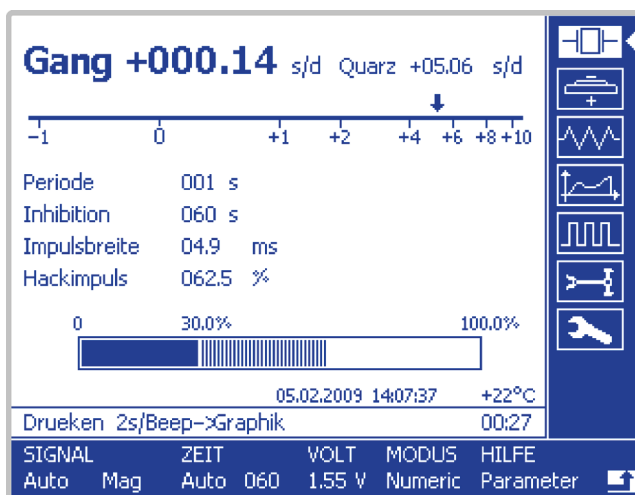 Gang +000.14 s/d Quarz +05.06 s/d
-1 0 +1 +2 +4 +6 +8 +10
Periode 001 s
Inhibition 060 s
Impulsbreite 04.9 ms
Hackimpuls 062.5 %
0 30.0% 100.0%
05.02.2009 14:07:37 +22°C
Drueken 2s/Beep->Graphik 00:27
SIGNAL ZEIT VOLT MODUS HILFE
Auto Mag Auto 060 1.55 V Numeric Parameter